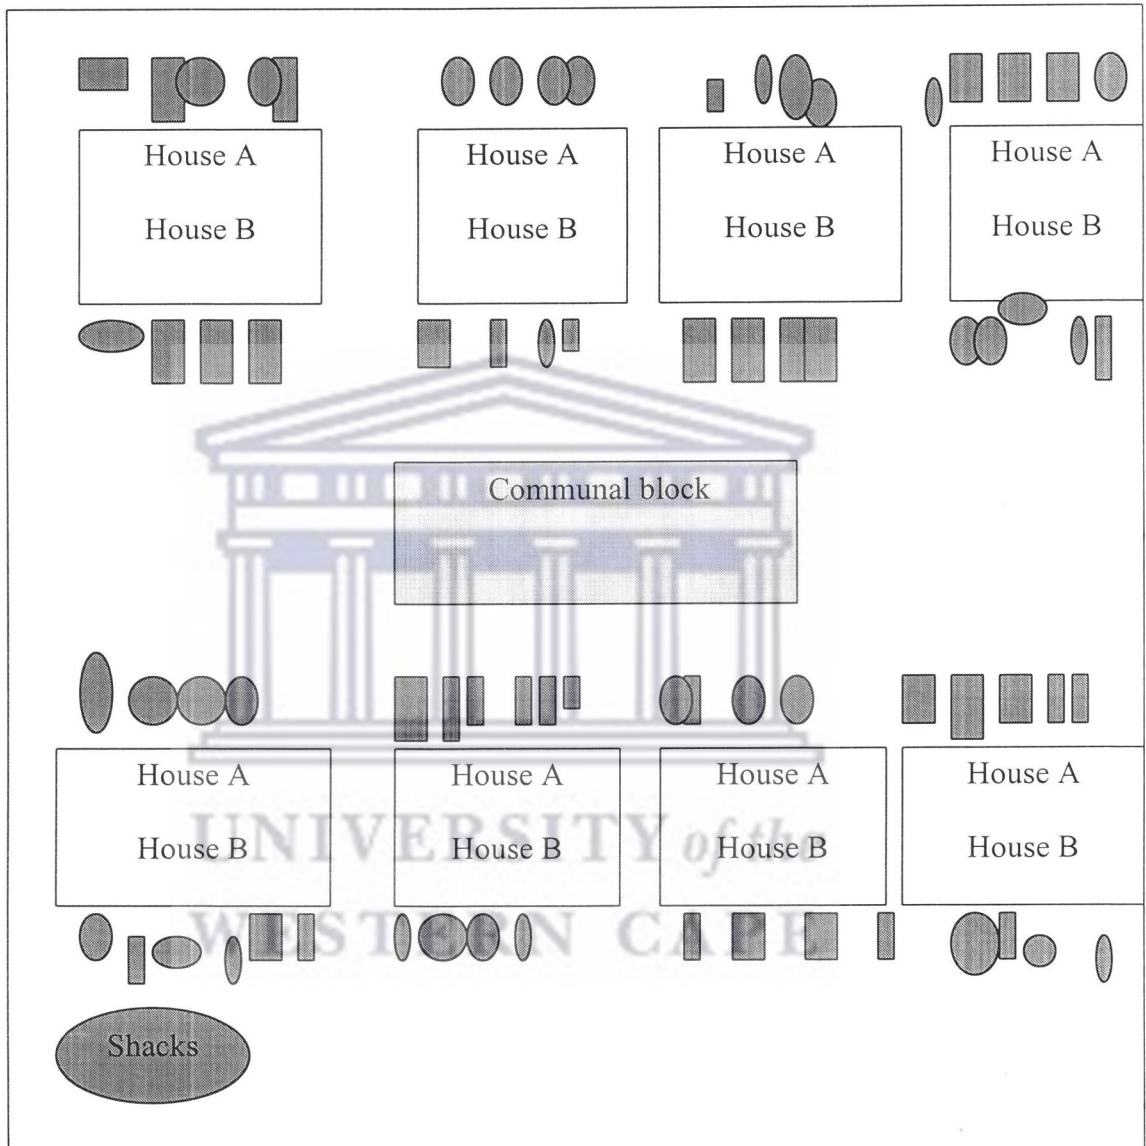 House A House A House A House A
House B House B House B House B
Communal block
House A House A House A House A
House B House B House B House B
UNIVERSITY of the
WESTERN CAPE
Shacks